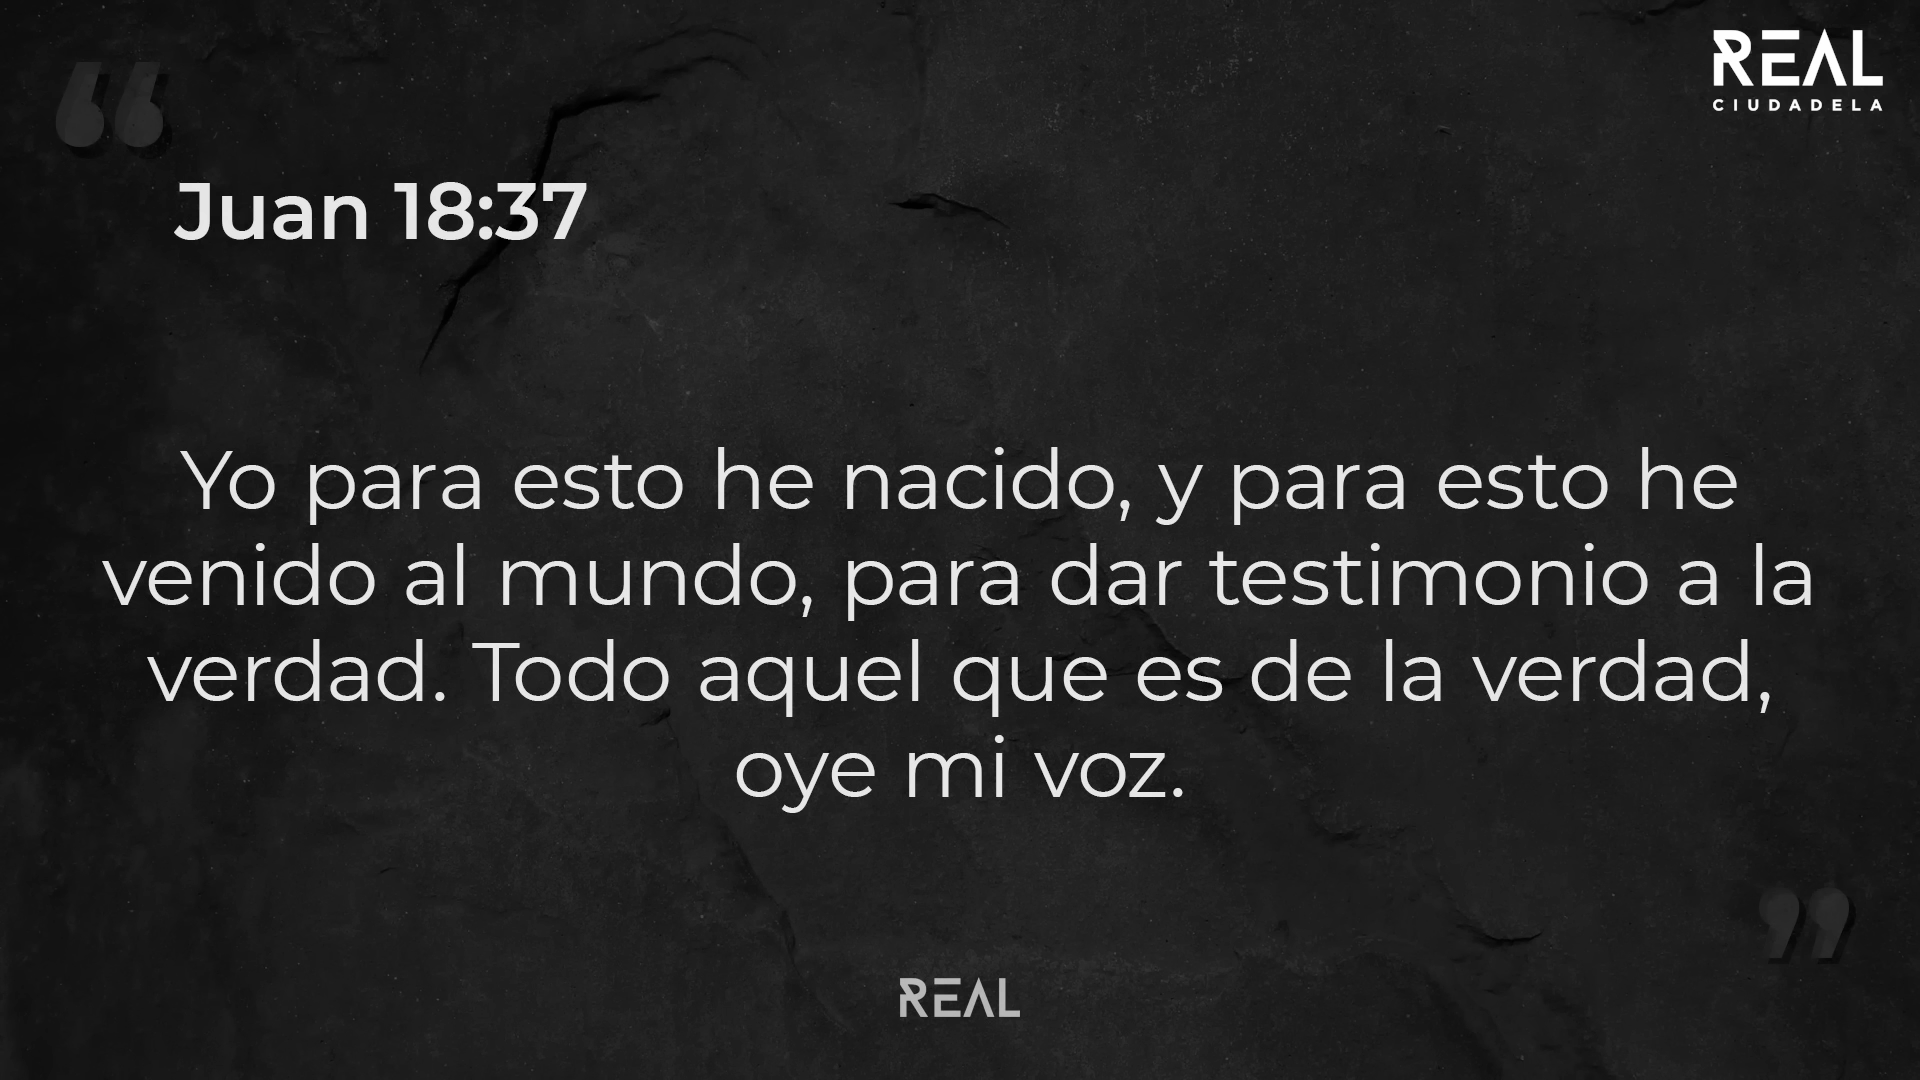 REAL
CIUDADELA
Juan 18:37
Yo para esto he nacido, y para esto he
venido al mundo, para dar testimonio a la
verdad. Todo aquel que es de la verdad,
oye mi voz.
REAL